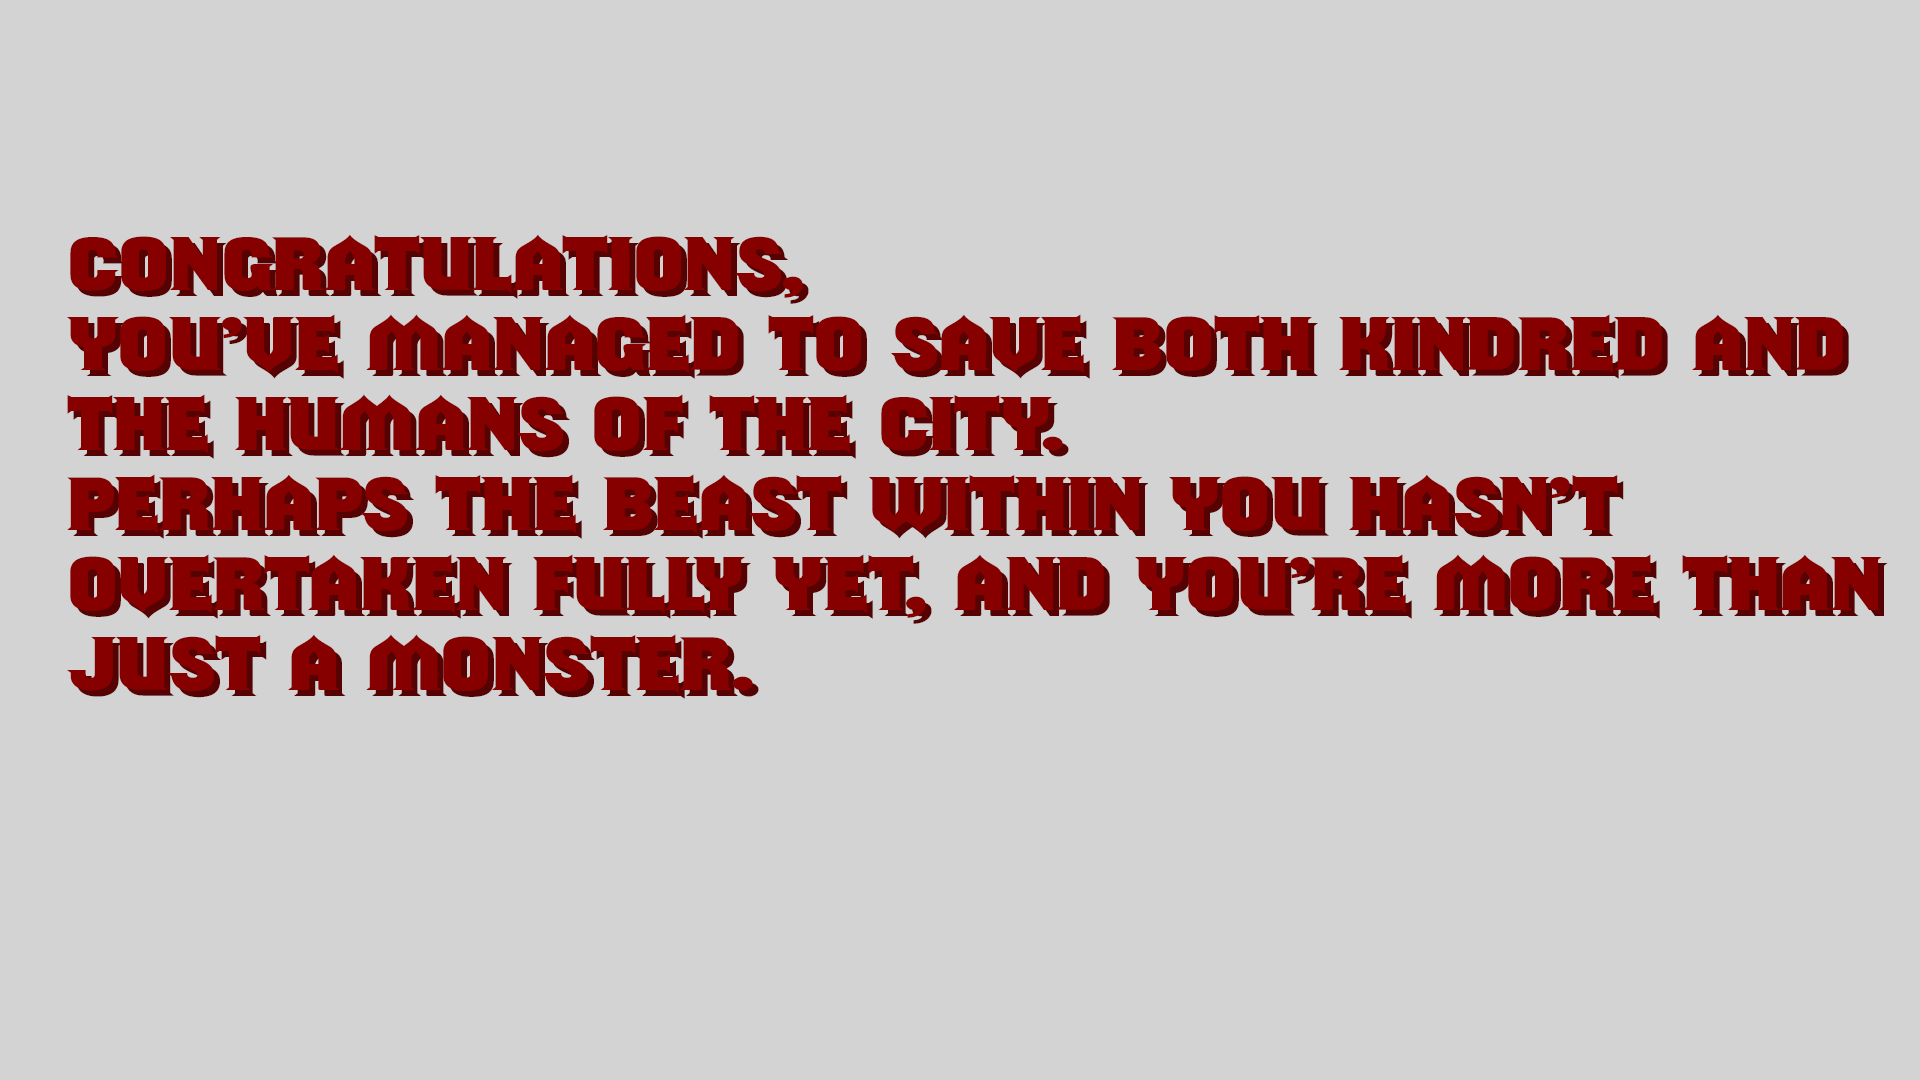 CONGRATULATIONS,
YOU'VE MANAGED TO SAVE BOTH KINDRED AND
THE HUMANS OF THE CITY.
PERHAPS THE BEAST WITHIN YOU HASN'T
OVERTAKEN FULLY YET, AND YOU'RE MORE THAN
JUST A MONSTER.